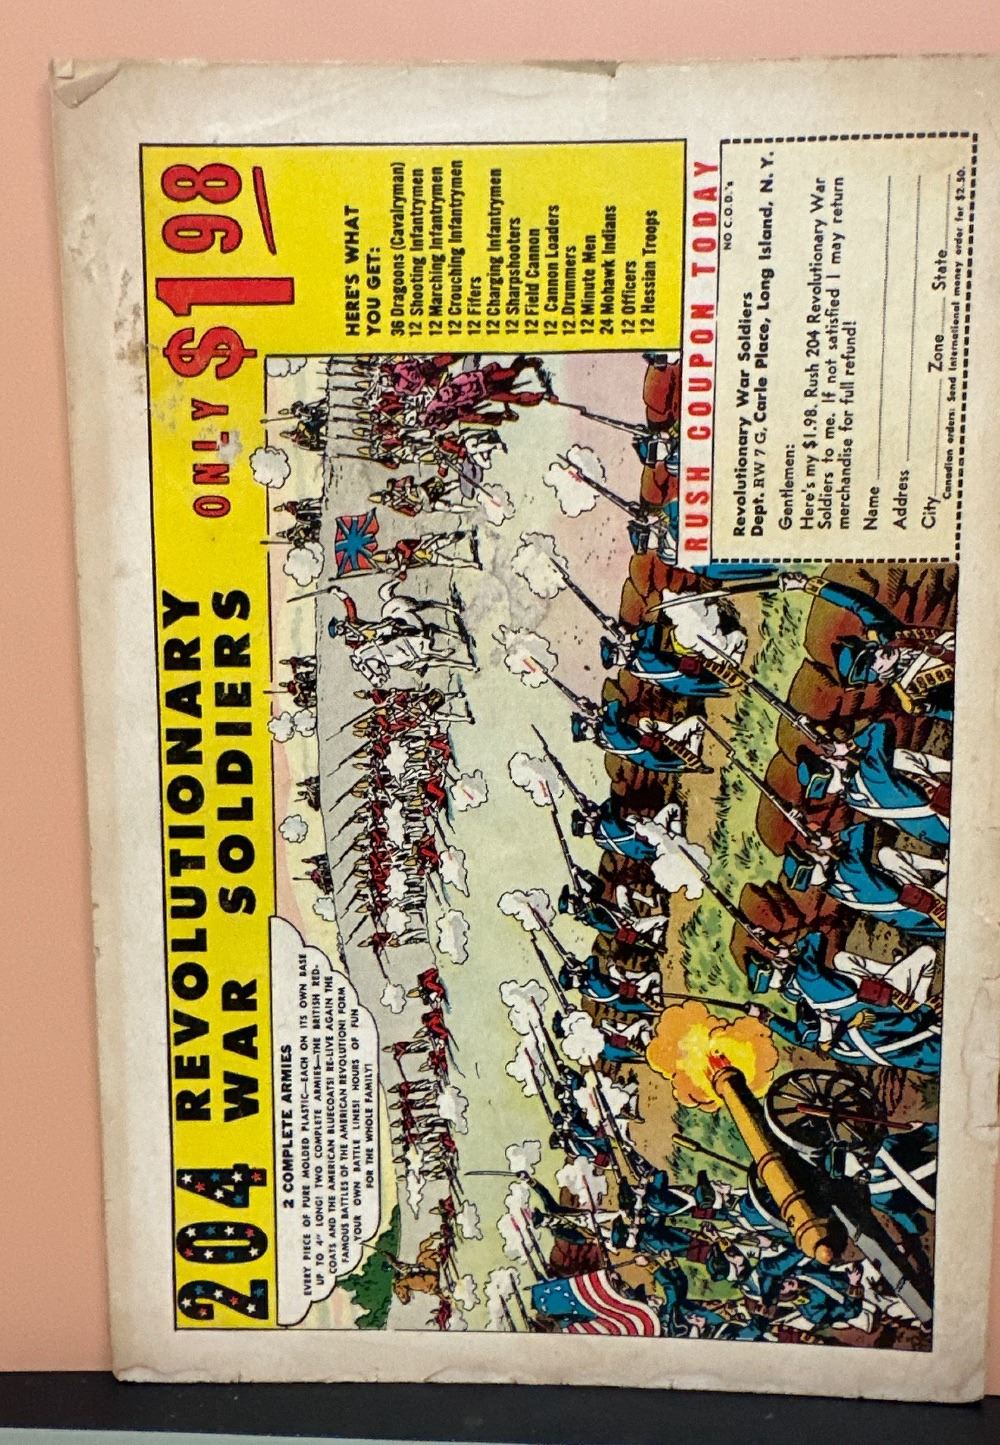 204 REVOLUTIONARY
WAR SOLDIERS
ONLY $198
2 COMPLETE ARMIES
EVERY PIECE OF PURE MOLDED PLASTIC—EACH ON ITS OWN BASE
UP TO 4" LONG! TWO COMPLETE ARMIES—THE BRITISH RED-
COATS AND THE AMERICAN BLUECOATS! RE-LIVE AGAIN THE
FAMOUS BATTLES OF THE AMERICAN REVOLUTION! FORM
YOUR OWN BATTLE LINES! HOURS OF FUN
FOR THE WHOLE FAMILY!
HERE'S WHAT
YOU GET:
36 Dragoons (Cavalryman)
12 Shooting Infantrymen
12 Marching Infantrymen
12 Crouching Infantrymen
12 Fifers
12 Charging Infantrymen
12 Sharpshooters
12 Field Cannon
12 Cannon Loaders
12 Drummers
12 Minute Men
24 Mohawk Indians
12 Officers
12 Hessian Troops
RUSH COUPON TODAY
NO C.O.D.'s
Revolutionary War Soldiers
Dept. RW 7 G, Carle Place, Long Island, N. Y.
Gentlemen:
Here's my $1.98. Rush 204 Revolutionary War
Soldiers to me. If not satisfied I may return
merchandise for full refund!
Name
Address
City Zone State
Canadian orders: Send International money order for $2.50.